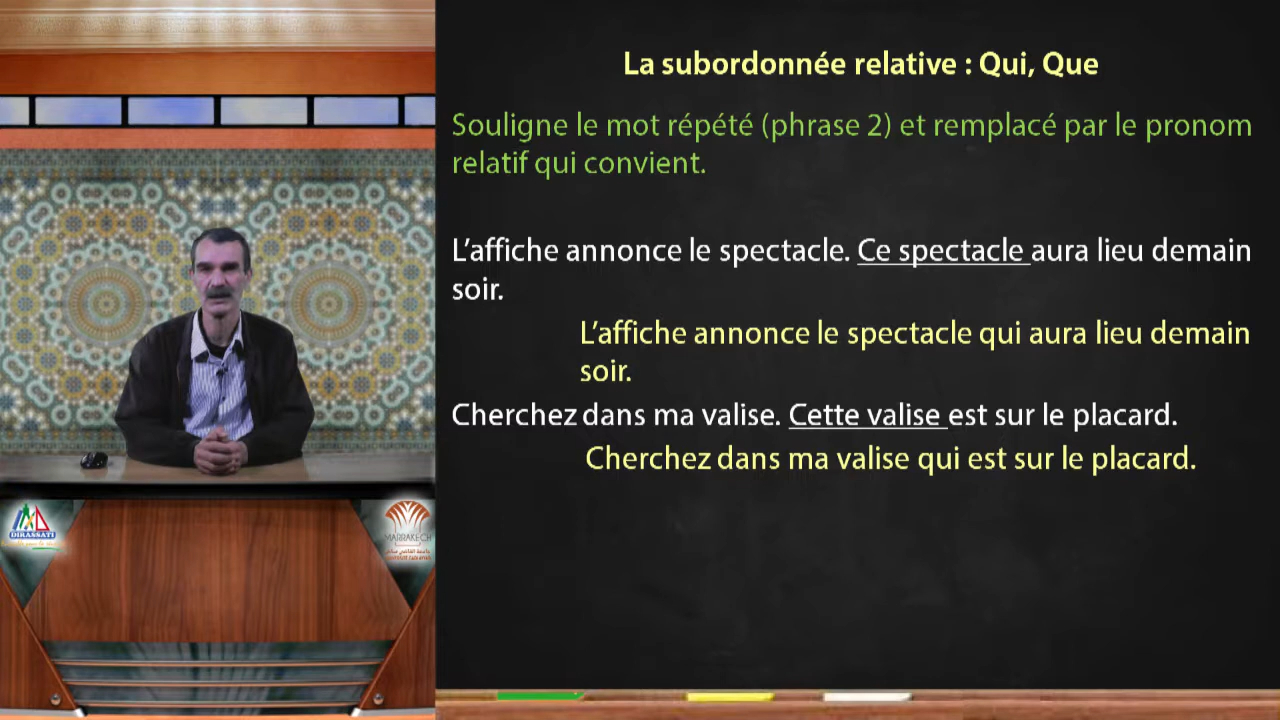 La subordonnée relative : Qui, Que
Souligne le mot répété (phrase 2) et remplacé par le pronom
relatif qui convient.
L’affiche annonce le spectacle. Ce spectacle aura lieu demain
soir.
L’affiche annonce le spectacle qui aura lieu demain
soir.
Cherchez dans ma valise. Cette valise est sur le placard.
Cherchez dans ma valise qui est sur le placard.
DIRASSATI
MARRAKECH